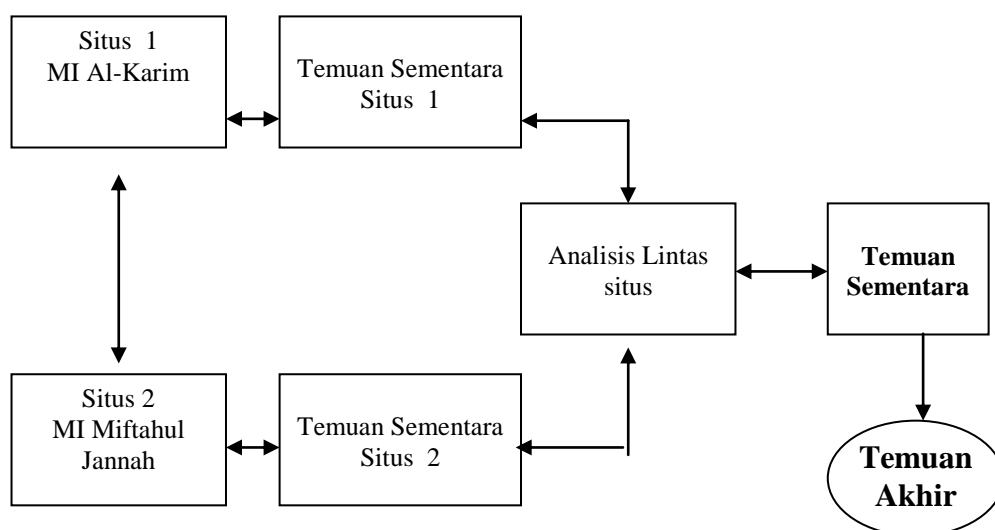 Situs 1
MI Al-Karim
Temuan Sementara
Situs 1
Analisis Lintas
situs
Temuan
Sementara
Situs 2
MI Miftahul
Jannah
Temuan Sementara
Situs 2
Temuan
Akhir